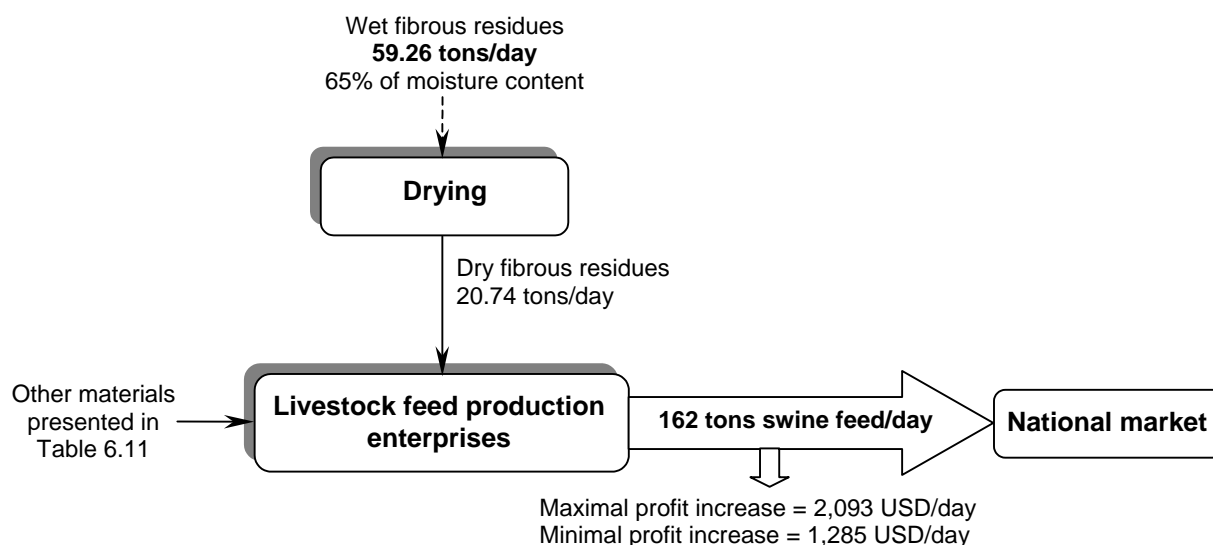 Wet fibrous residues
59.26 tons/day
65% of moisture content
Drying
Dry fibrous residues
20.74 tons/day
Other materials
presented in
Table 6.11
Livestock feed production
enterprises
162 tons swine feed/day
National market
Maximal profit increase = 2,093 USD/day
Minimal profit increase = 1,285 USD/day